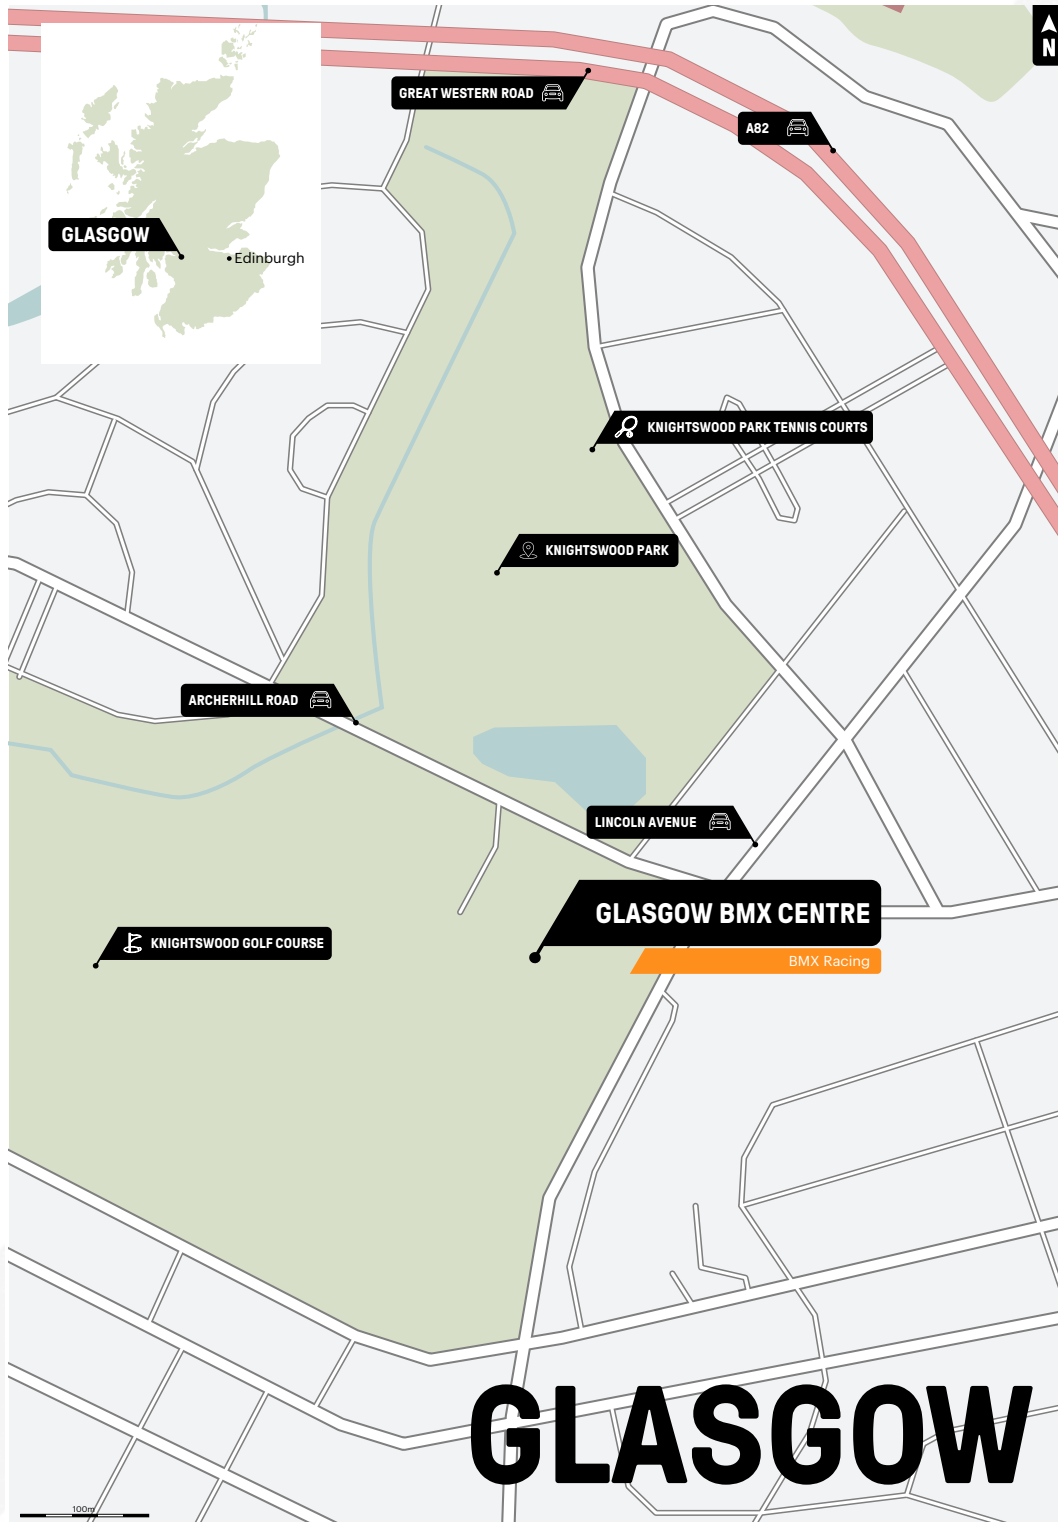 N
GREAT WESTERN ROAD
A82
GLASGOW
Edinburgh
KNIGHTSWOOD PARK TENNIS COURTS
KNIGHTSWOOD PARK
ARCHERHILL ROAD
LINCOLN AVENUE
GLASGOW BMX CENTRE
KNIGHTSWOOD GOLF COURSE
BMX Racing
GLASGOW
100m